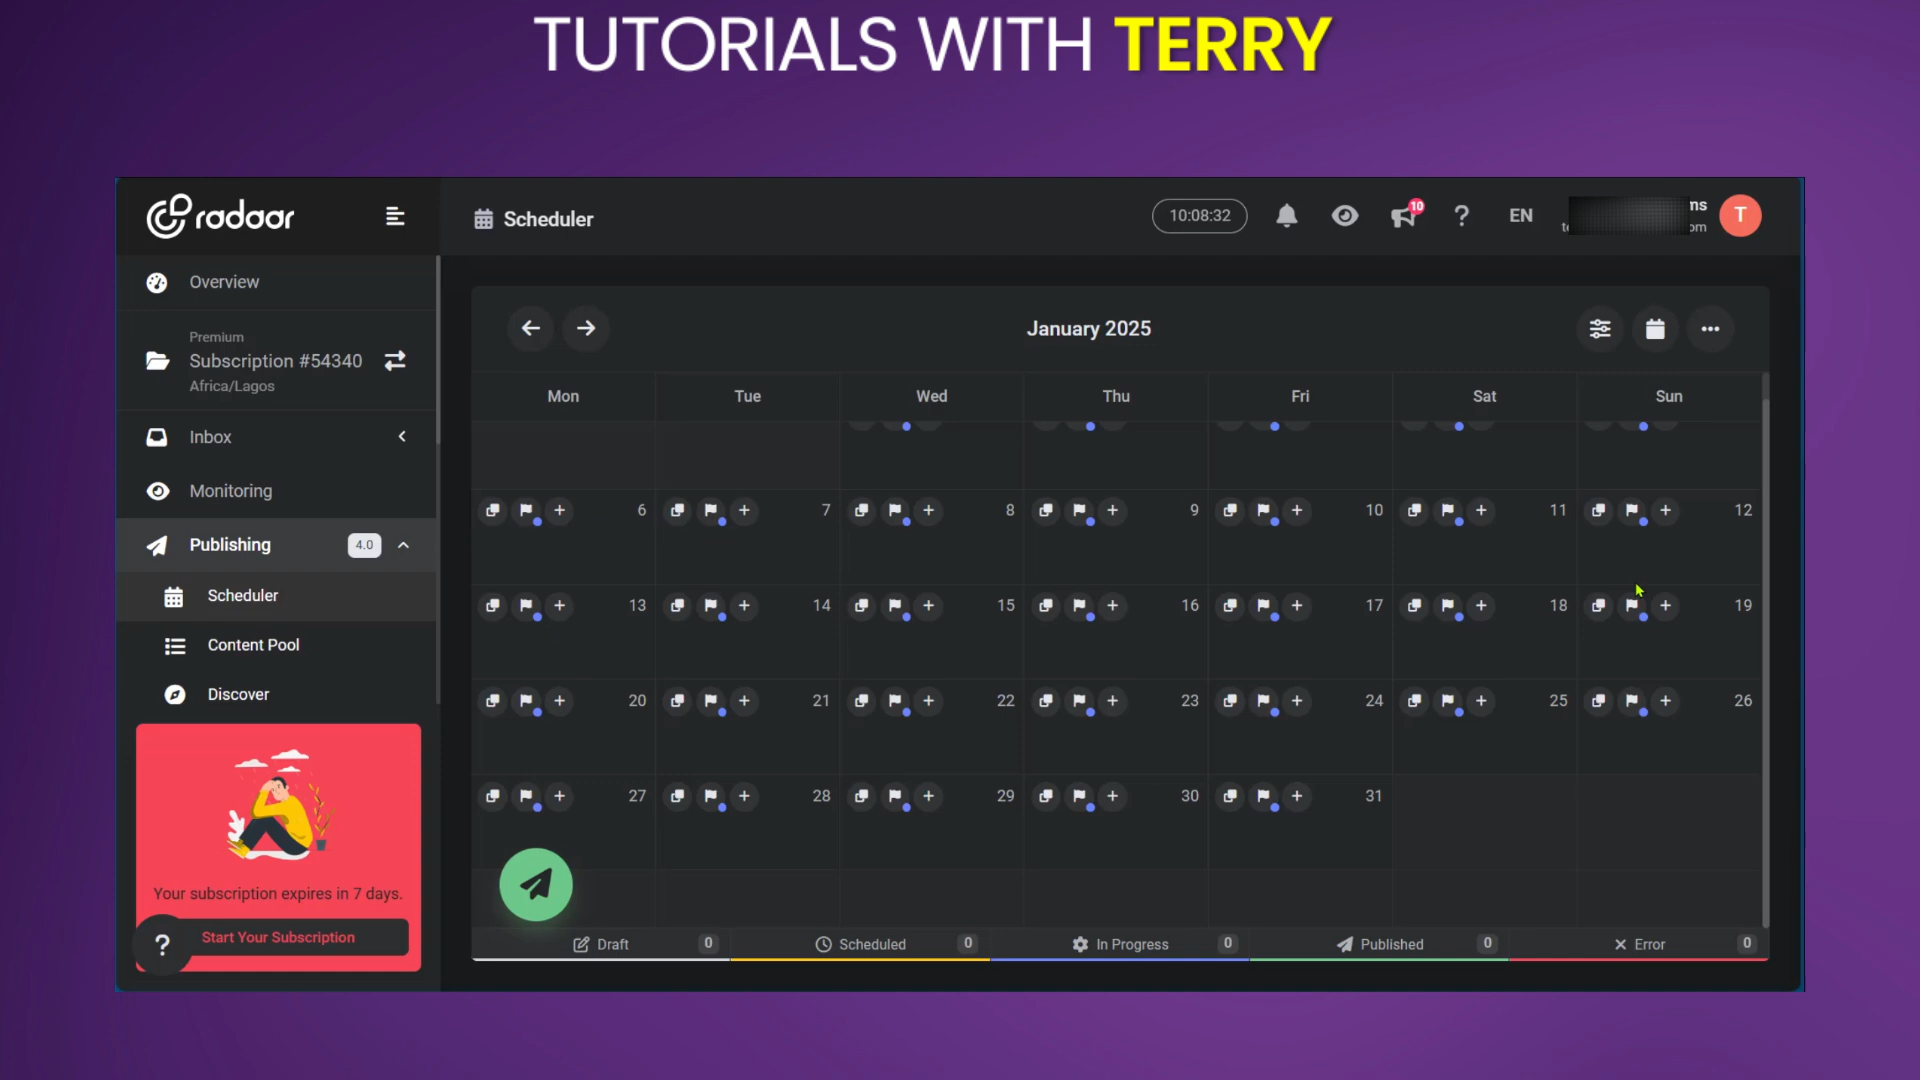 TUTORIALS WITH TERRY
radaar
Scheduler
10:08:32
10
?
EN
ms
om
T
Overview
Premium
Subscription #54340
Africa/Lagos
Inbox
Monitoring
Publishing 4.0
Scheduler
Content Pool
Discover
Your subscription expires in 7 days.
Start Your Subscription
?
January 2025
Mon Tue Wed Thu Fri Sat Sun
6 7 8 9 10 11 12
13 14 15 16 17 18 19
20 21 22 23 24 25 26
27 28 29 30 31
Draft 0 Scheduled 0 In Progress 0 Published 0 Error 0